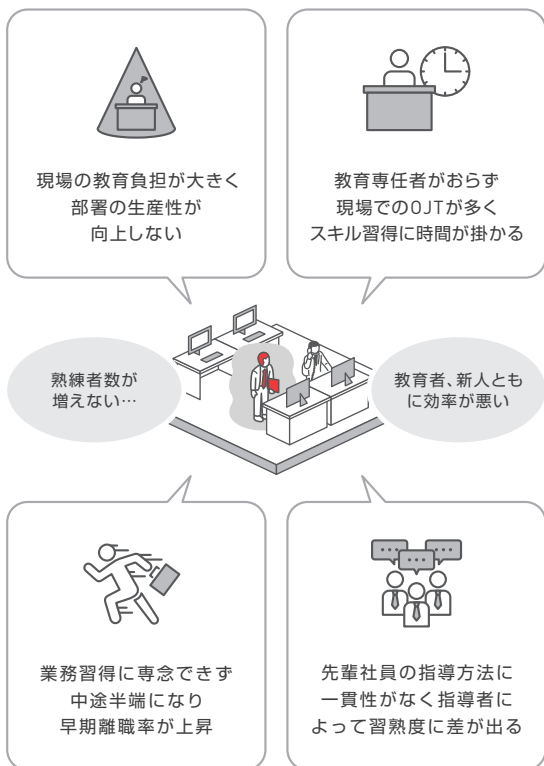 現場の教育負担が大きく
部署の生産性が
向上しない
教育専任者がおらず
現場でのOJTが多く
スキル習得に時間が掛かる
熟練者数が
増えない…
教育者、新人とも
に効率が悪い
業務習得に専念できず
中途半端になり
早期離職率が上昇
先輩社員の指導方法に
一貫性がなく指導者に
よって習熟度に差が出る